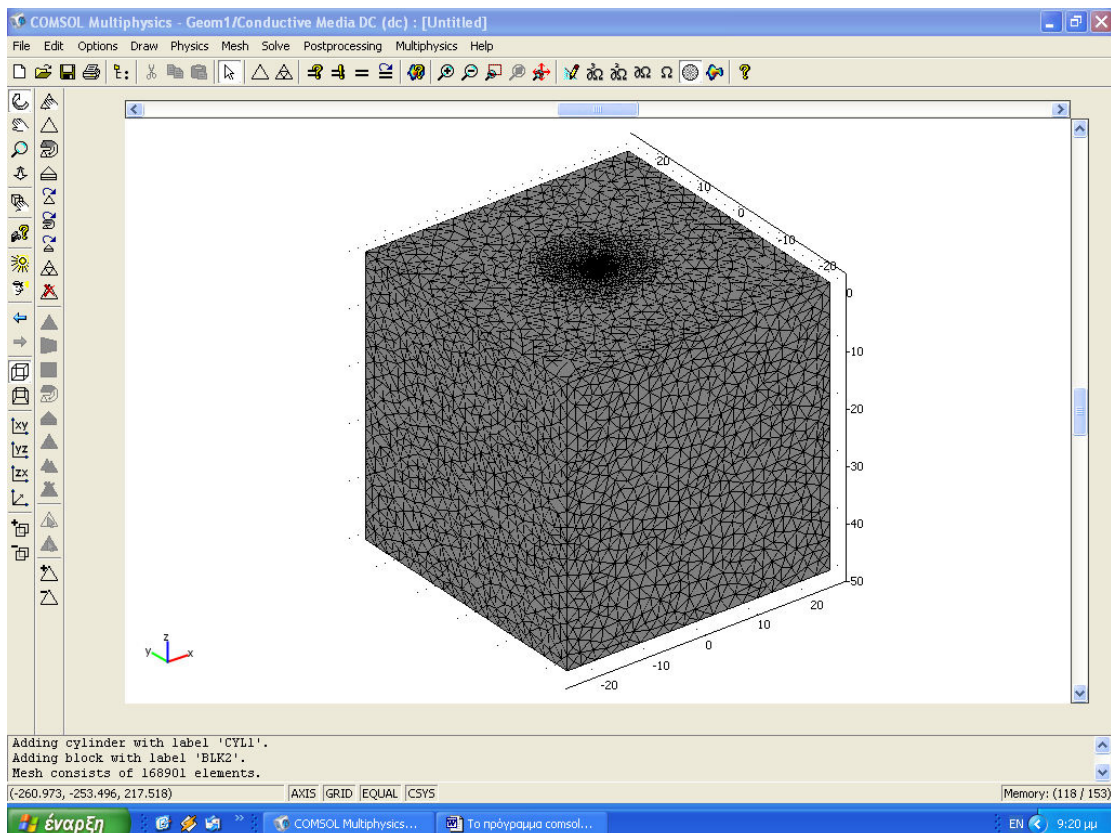 COMSOL Multiphysics - Geom1/Conductive Media DC (dc) : [Untitled]
File Edit Options Draw Physics Mesh Solve Postprocessing Multiphysics Help
20
10
0
-10
-20
0
-10
-20
-30
-40
-50
20
10
0
-10
-20
xy
yz
zx
z
y
x
Adding cylinder with label 'CYL1'.
Adding block with label 'BLK2'.
Mesh consists of 168901 elements.
(-260.973, -253.496, 217.518) AXIS GRID EQUAL CSYS Memory: (118 / 153)
έναρξη COMSOL Multiphysics... Το πρόγραμμα comsol... EN 9:20 μμ